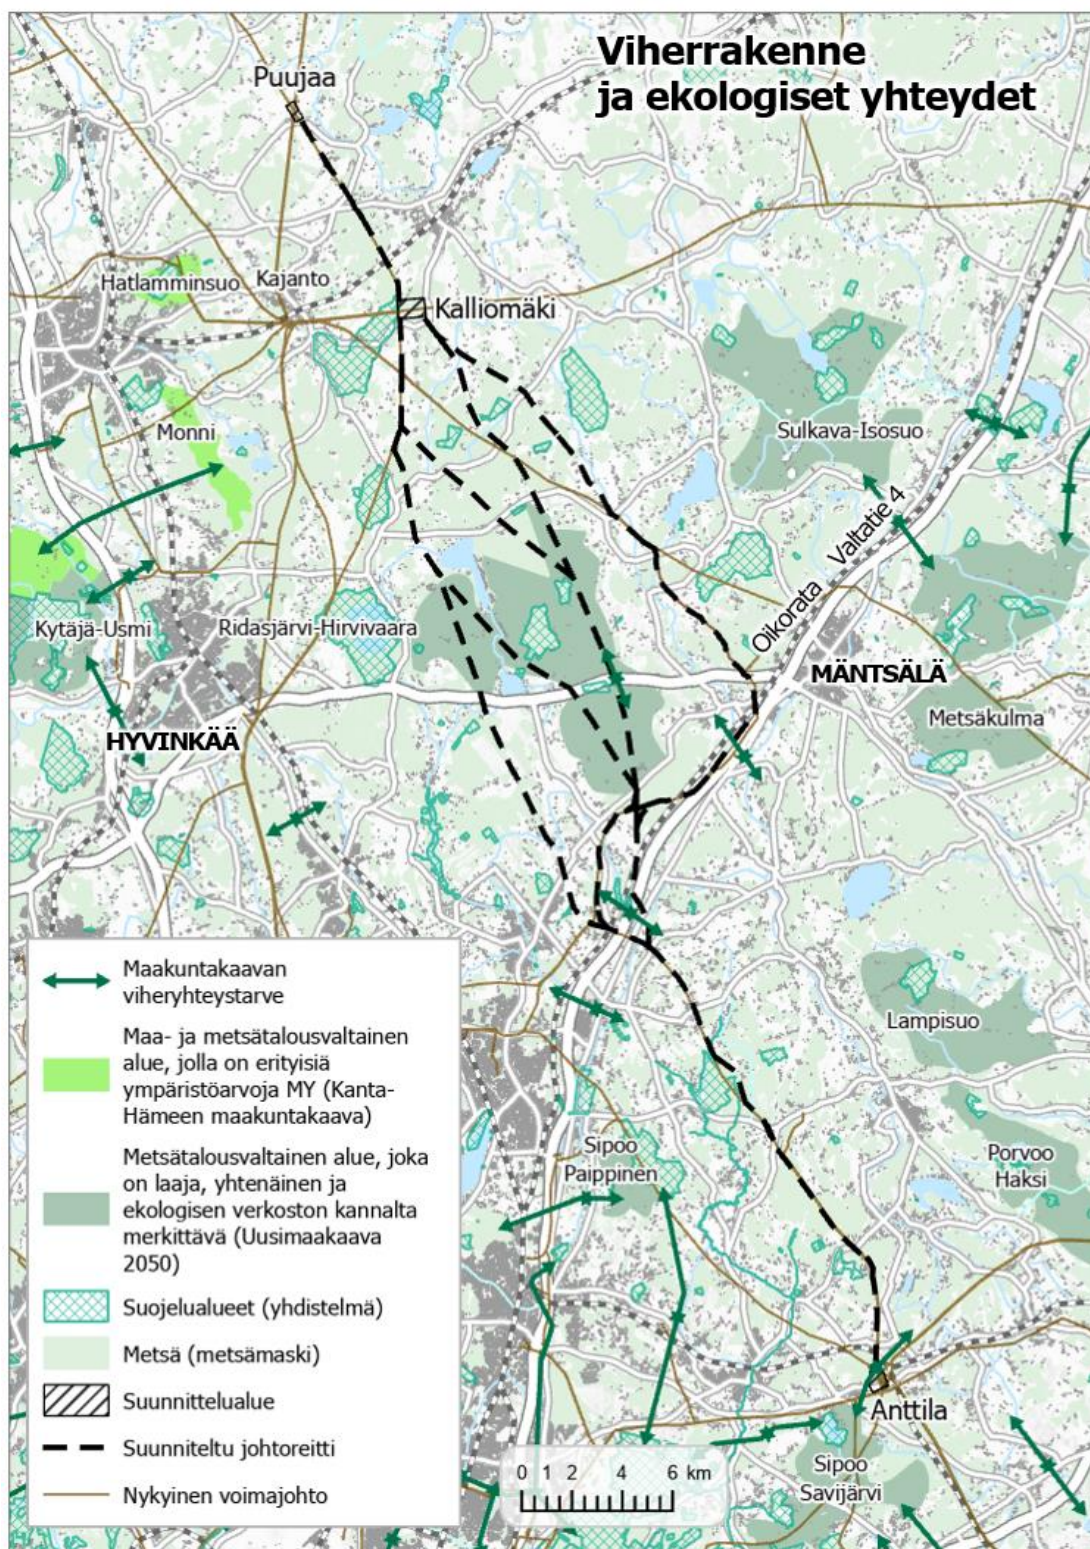 Viherrakenne
ja ekologiset yhteydet
Puujaa
Hatlamminsuo
Kajanto
Kalliomäki
Monni
Sulkava-Isosuo
Oikorata
Valtatie 4
Kytäjä-Usmi
Ridasjärvi-Hirvivaara
MÄNTSÄLÄ
Metsäkulma
HYVINKÄÄ
Lampisuo
Sipoo
Paippinen
Porvoo
Haksi
Anttila
Sipoo
Savijärvi
Maakuntakaavan
viheryhteystarve
Maa- ja metsätalousvaltainen
alue, jolla on erityisiä
ympäristöarvoja MY (Kanta-
Hämeen maakuntakaava)
Metsätalousvaltainen alue, joka
on laaja, yhtenäinen ja
ekologisen verkoston kannalta
merkittävä (Uusimaakaava
2050)
Suojelualueet (yhdistelmä)
Metsä (metsämaski)
Suunnittelualue
Suunniteltu johtoreitti
Nykyinen voimajohto
0 1 2 4 6 km